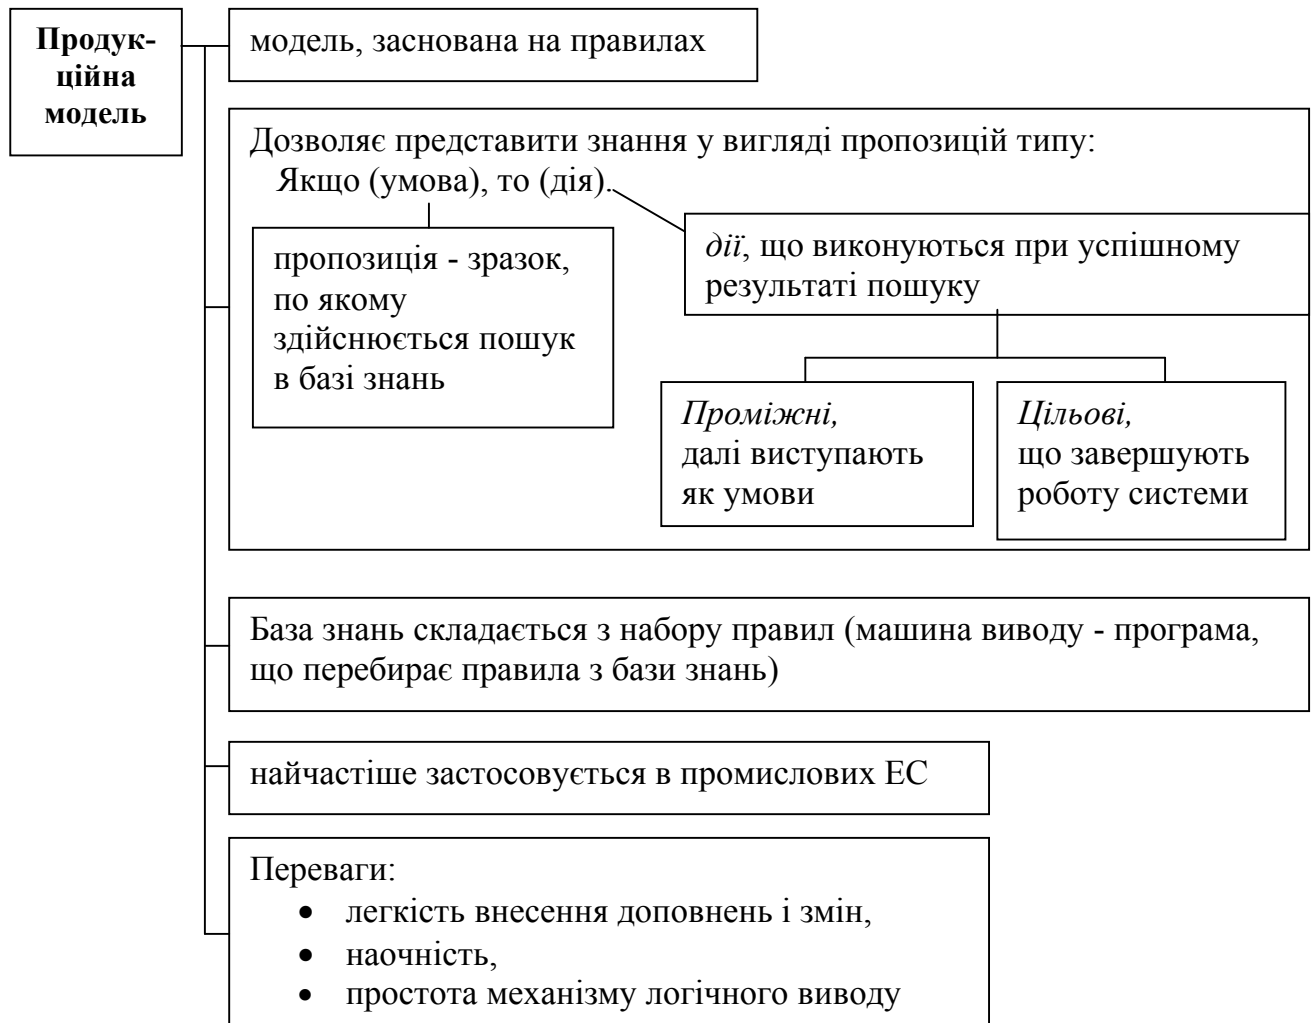 Продук-
ційна
модель
модель, заснована на правилах
Дозволяє представити знання у вигляді пропозицій типу:
Якщо (умова), то (дія).
пропозиція - зразок,
по якому
здійснюється пошук
в базі знань
дії, що виконуються при успішному
результаті пошуку
Проміжні,
далі виступають
як умови
Цільові,
що завершують
роботу системи
База знань складається з набору правил (машина виводу - програма,
що перебирає правила з бази знань)
найчастіше застосовується в промислових ЕС
Переваги:
• легкість внесення доповнень і змін,
• наочність,
• простота механізму логічного виводу